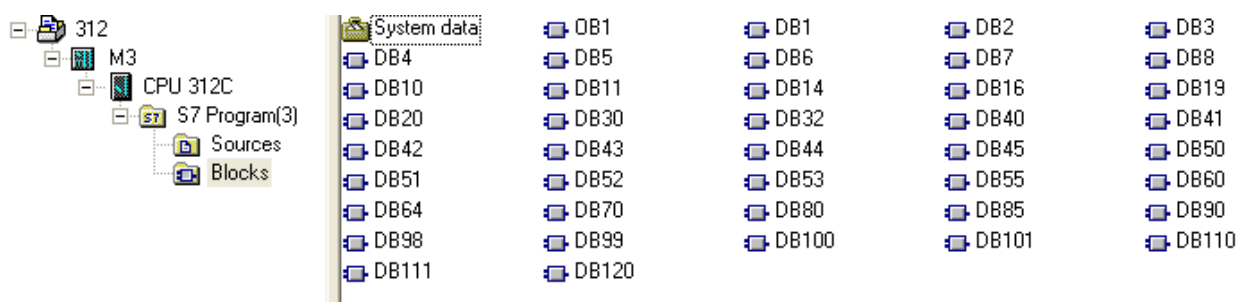 312
M3
CPU 312C
S7 Program(3)
Sources
Blocks
System data OB1 DB1 DB2 DB3
DB4 DB5 DB6 DB7 DB8
DB10 DB11 DB14 DB16 DB19
DB20 DB30 DB32 DB40 DB41
DB42 DB43 DB44 DB45 DB50
DB51 DB52 DB53 DB55 DB60
DB64 DB70 DB80 DB85 DB90
DB98 DB99 DB100 DB101 DB110
DB111 DB120